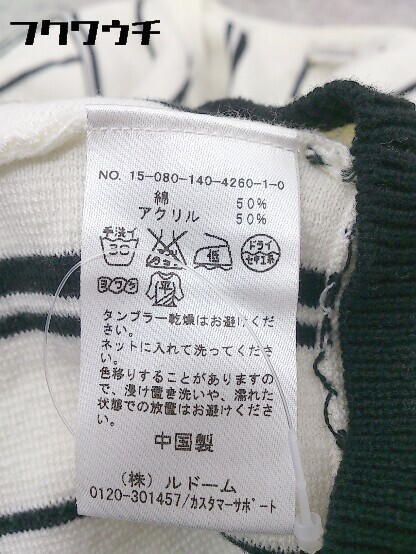 フクワウチ
NO. 15-080-140-4260-1-0
綿 50%
アクリル 50%
手洗イ
低
ドライ
セキユ系
ヨワク
平
タンブラー乾燥はお避けくださ
い。
ネットに入れて洗ってください。
色移りすることがありますの
で、浸け置き洗いや、濡れた
状態での放置はお避けくださ
い。
中国製
(株) ルドーム
0120-301457/カスタマーサポート